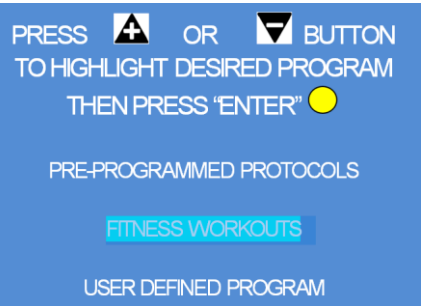 PRESS + OR - BUTTON
TO HIGHLIGHT DESIRED PROGRAM
THEN PRESS "ENTER"
PRE-PROGRAMMED PROTOCOLS
FITNESS WORKOUTS
USER DEFINED PROGRAM